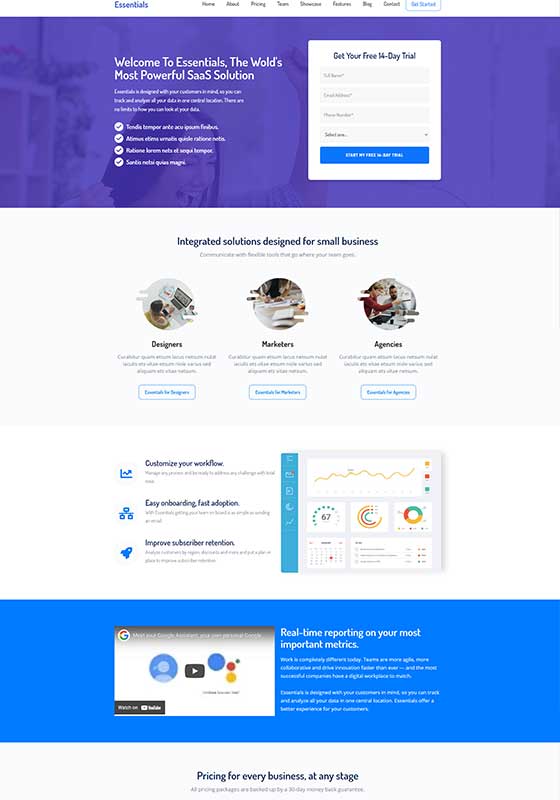 Essentials
Home About Pricing Team Showcase Features Blog Contact Get Started
Welcome To Essentials, The Wold's
Most Powerful SaaS Solution
Essentials is designed with your customers in mind, so you can
track and analyze all your data in one central location. There are
no limits to how you can look at your data.
Tendis tempor ante acu ipsum finibus.
Atimus etims urnatis quisle ratione netis.
Ratione lorem nets et sequi tempor.
Santis netsi quias magni.
Get Your Free 14-Day Trial
Full Name*
Email Address*
Phone Number*
Select one...
START MY FREE 14-DAY TRIAL
Integrated solutions designed for small business
Communicate with flexible tools that go where your team goes.
Designers
Curabitur quam etsum lacus netsum nulat
iaculis ets vitae etsum nisle varius sed
aliquam ets vitae netsum.
Essentials for Designers
Marketers
Curabitur quam etsum lacus netsum nulat
iaculis ets vitae etsum nisle varius sed
aliquam ets vitae netsum.
Essentials for Marketers
Agencies
Curabitur quam etsum lacus netsum nulat
iaculis ets vitae etsum nisle varius sed
aliquam ets vitae netsum.
Essentials for Agencies
Customize your workflow.
Manage any process and be ready to address any challenge with total
ease.
Easy onboarding, fast adoption.
With Essentials getting your team on board is as simple as sending
an email.
Improve subscriber retention.
Analyze customers by region, discounts and more and put a plan in
place to improve subscriber retention.
67
Meet your Google Assistant, your own personal Google
Watch on YouTube
Real-time reporting on your most
important metrics.
Work is completely different today. Teams are more agile, more
collaborative and drive innovation faster than ever — and the most
successful companies have a digital workplace to match.
Essentials is designed with your customers in mind, so you can track
and analyze all your data in one central location. Essentials offer a
better experience for your customers.
Pricing for every business, at any stage
All pricing packages are backed up by a 30-day money back guarantee.